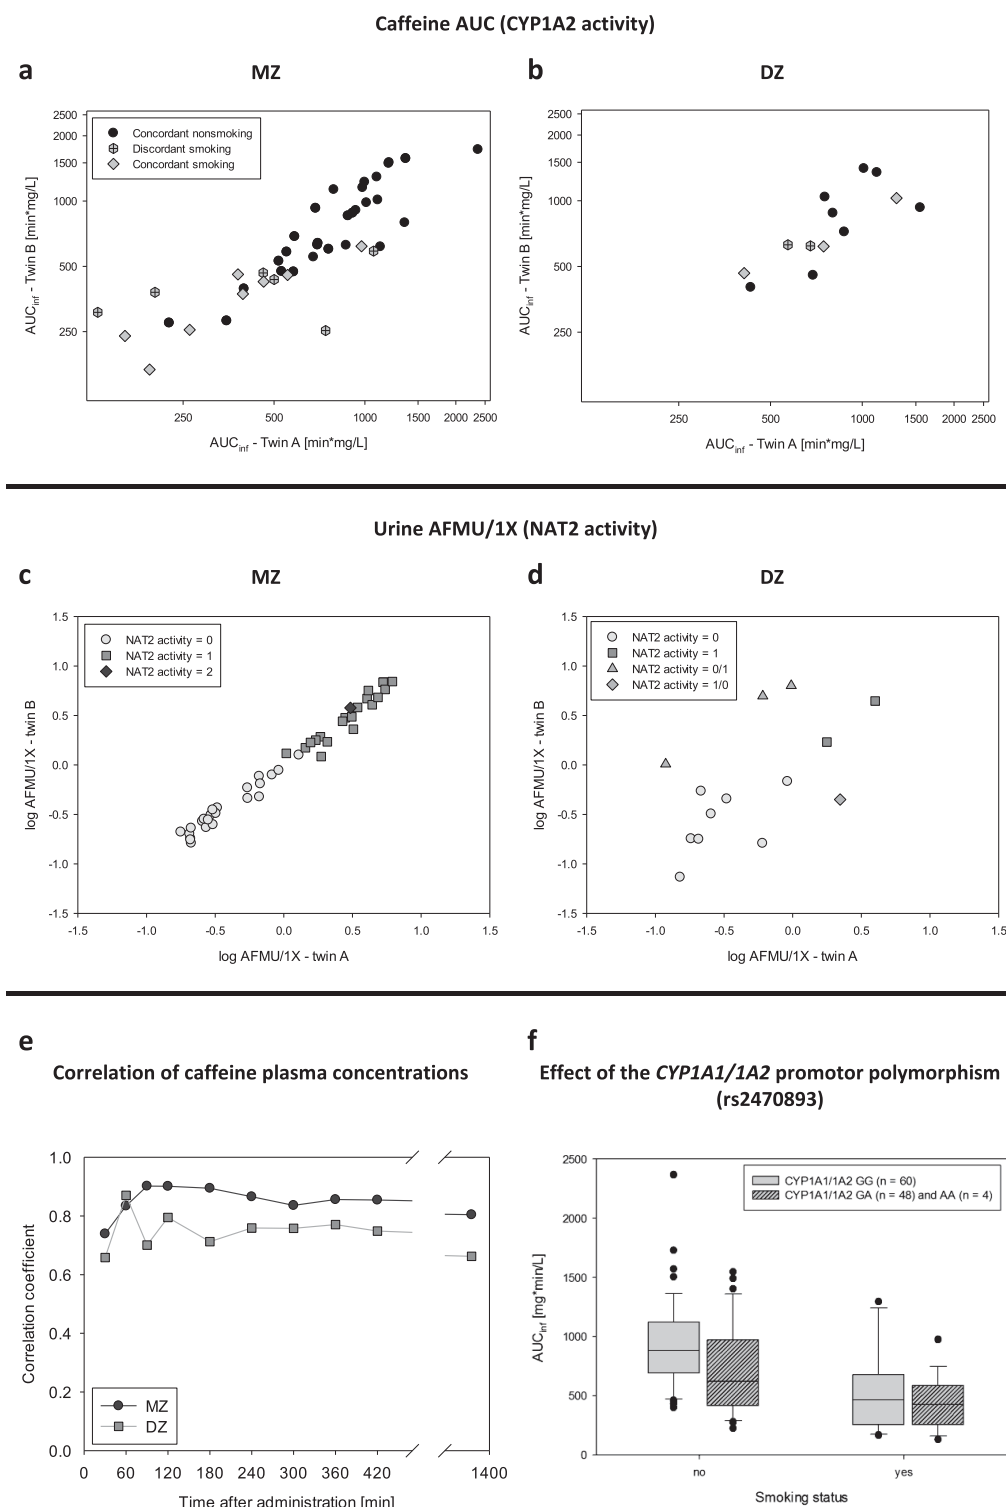 Caffeine AUC (CYP1A2 activity)
a
MZ
b
DZ
2500
2000
1500
1000
500
250
AUCinf - Twin B [min*mg/L]
Concordant nonsmoking
Discordant smoking
Concordant smoking
250
500
1000
1500
2000
2500
AUCinf - Twin A [min*mg/L]
2500
2000
1500
1000
500
250
AUCinf - Twin B [min*mg/L]
250
500
1000
1500
2000
2500
AUCinf - Twin A [min*mg/L]
Urine AFMU/1X (NAT2 activity)
c
MZ
d
DZ
1.5
1.0
0.5
0.0
-0.5
-1.0
-1.5
log AFMU/1X - twin B
NAT2 activity = 0
NAT2 activity = 1
NAT2 activity = 2
-1.5
-1.0
-0.5
0.0
0.5
1.0
1.5
log AFMU/1X - twin A
1.5
1.0
0.5
0.0
-0.5
-1.0
-1.5
log AFMU/1X - twin B
NAT2 activity = 0
NAT2 activity = 1
NAT2 activity = 0/1
NAT2 activity = 1/0
-1.5
-1.0
-0.5
0.0
0.5
1.0
1.5
log AFMU/1X - twin A
e
Correlation of caffeine plasma concentrations
1.0
0.8
0.6
0.4
0.2
0.0
Correlation coefficient
MZ
DZ
0
60
120
180
240
300
360
420
1400
Time after administration [min]
f
Effect of the CYP1A1/1A2 promotor polymorphism
(rs2470893)
2500
2000
1500
1000
500
0
AUCinf [mg*min/L]
CYP1A1/1A2 GG (n = 60)
CYP1A1/1A2 GA (n = 48) and AA (n = 4)
no
yes
Smoking status